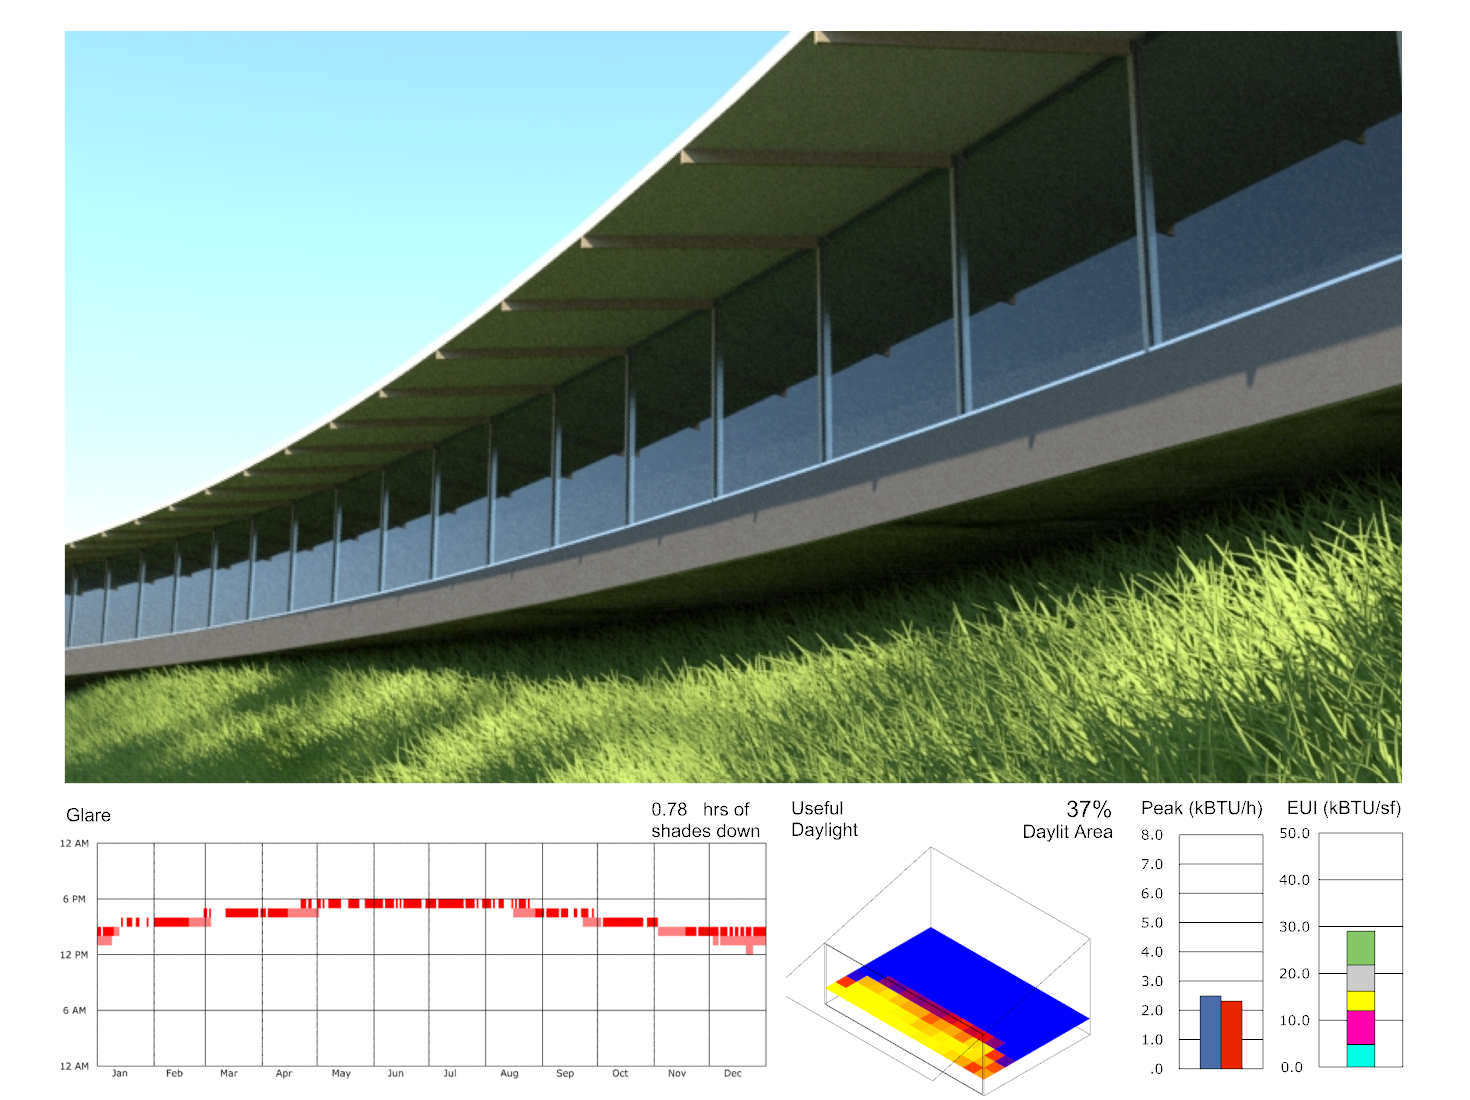 Glare
0.78 hrs of
shades down
12 AM
6 PM
12 PM
6 AM
12 AM
Jan Feb Mar Apr May Jun Jul Aug Sep Oct Nov Dec
Useful
Daylight
37%
Daylit Area
Peak (kBTU/h)
8.0
7.0
6.0
5.0
4.0
3.0
2.0
1.0
.0
EUI (kBTU/sf)
50.0
40.0
30.0
20.0
10.0
0.0